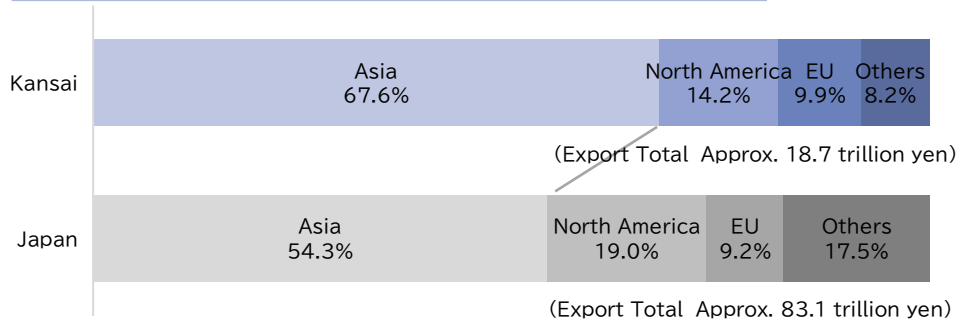 Kansai
Asia
67.6%
North America
14.2%
EU
9.9%
Others
8.2%
(Export Total Approx. 18.7 trillion yen)
Japan
Asia
54.3%
North America
19.0%
EU
9.2%
Others
17.5%
(Export Total Approx. 83.1 trillion yen)